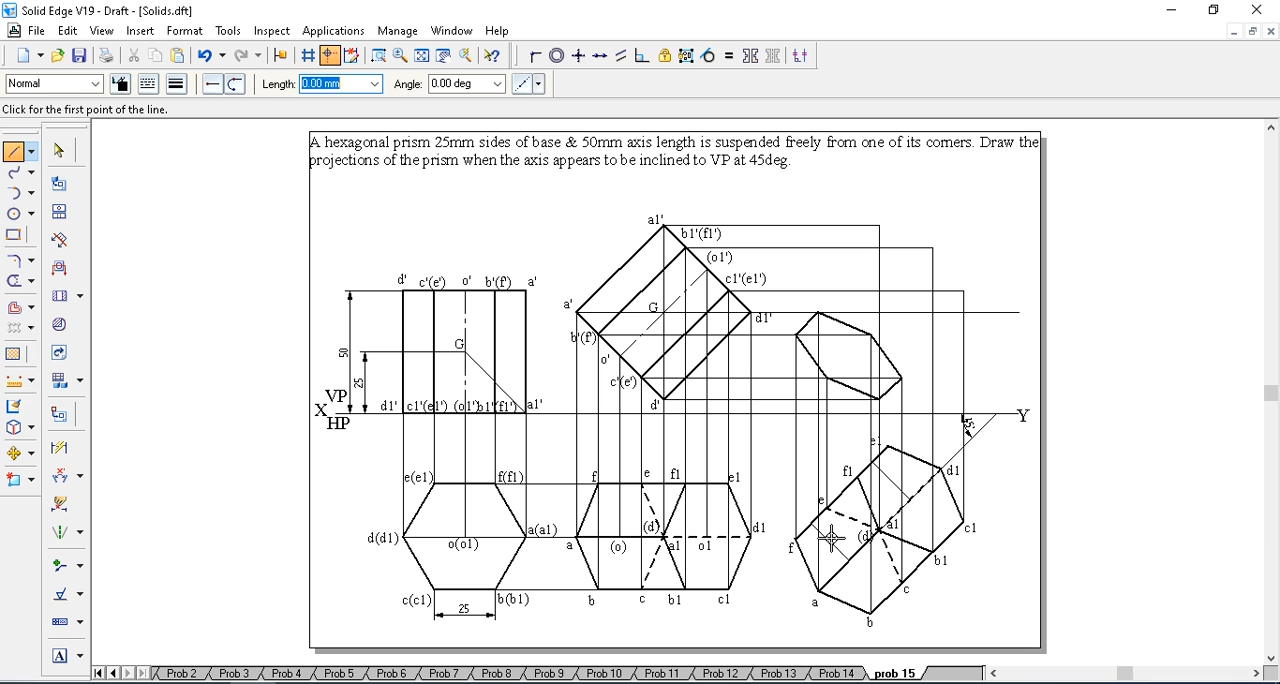 Solid Edge V19 - Draft - [Solids.dft]
File Edit View Insert Format Tools Inspect Applications Manage Window Help
Normal Length: 0.00 mm Angle: 0.00 deg
Click for the first point of the line.
A hexagonal prism 25mm sides of base & 50mm axis length is suspended freely from one of its corners. Draw the
projections of the prism when the axis appears to be inclined to VP at 45deg.
a1'
b1'(f1')
(o1')
d' c'(e') o' b'(f') a' c1'(e1')
a' G d1'
b'(f')
G o'
50 25 c'(e')
VP d1' c1'(e1') (o1') b1'(f1') a1' d'
X Y
HP 45°
e1
e(e1) f(f1) f e f1 e1 f1 d1
e
d(d1) a(a1) (d) d1 a1 c1
o(o1) a (o) a1 o1 f (d)
b1
c(c1) b(b1) b c b1 c1 a c
25
b
A
Prob 2 Prob 3 Prob 4 Prob 5 Prob 6 Prob 7 Prob 8 Prob 9 Prob 10 Prob 11 Prob 12 Prob 13 Prob 14 prob 15